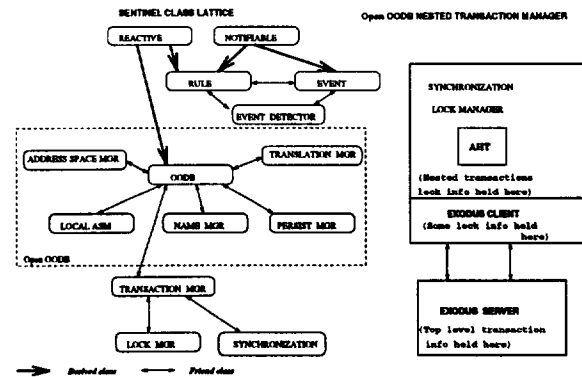 SENTINEL CLASS LATTICE
REACTIVE
NOTIFIABLE
RULE
EVENT
EVENT DETECTOR
ADDRESS SPACE MGR
TRANSLATION MGR
OODB
LOCAL ASM
NAME MGR
PERSIST MGR
Open OODB
TRANSACTION MGR
LOCK MGR
SYNCHRONIZATION
Derived class
Friend class
Open OODB NESTED TRANSACTION MANAGER
SYNCHRONIZATION
LOCK MANAGER
AHT
(Nested transactions
lock info held here)
EXODUS CLIENT
(Some lock info held
here)
EXODUS SERVER
(Top level transaction
info held here)